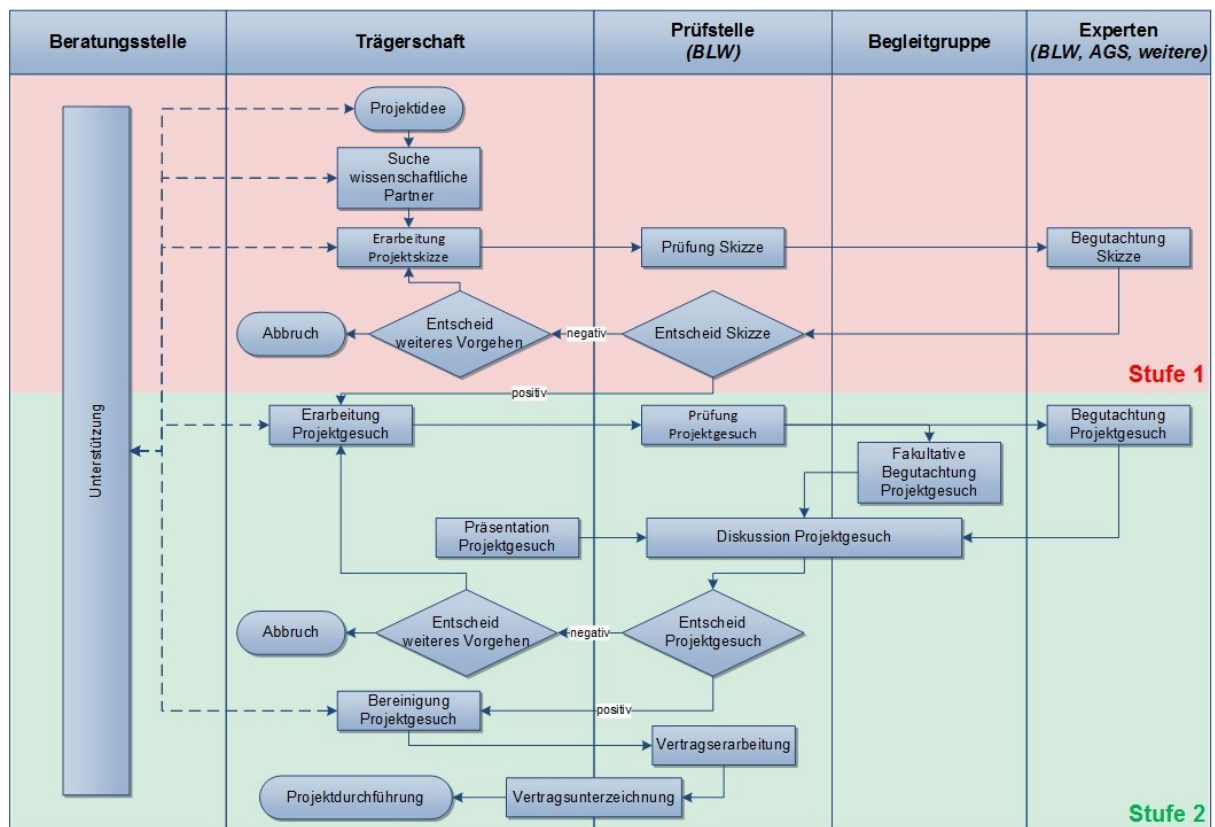 Beratungsstelle
Trägerschaft
Prüfstelle
(BLW)
Begleitgruppe
Experten
(BLW, AGS, weitere)
Unterstützung
Projektidee
Suche
wissenschaftliche
Partner
Erarbeitung
Projektskizze
Prüfung Skizze
Begutachtung
Skizze
Abbruch
Entscheid
weiteres Vorgehen
negativ
Entscheid Skizze
Stufe 1
positiv
Erarbeitung
Projektgesuch
Prüfung
Projektgesuch
Begutachtung
Projektgesuch
Fakultative
Begutachtung
Projektgesuch
Präsentation
Projektgesuch
Diskussion Projektgesuch
Abbruch
Entscheid
weiteres Vorgehen
negativ
Entscheid
Projektgesuch
Bereinigung
Projektgesuch
positiv
Vertragserarbeitung
Projektdurchführung
Vertragsunterzeichnung
Stufe 2